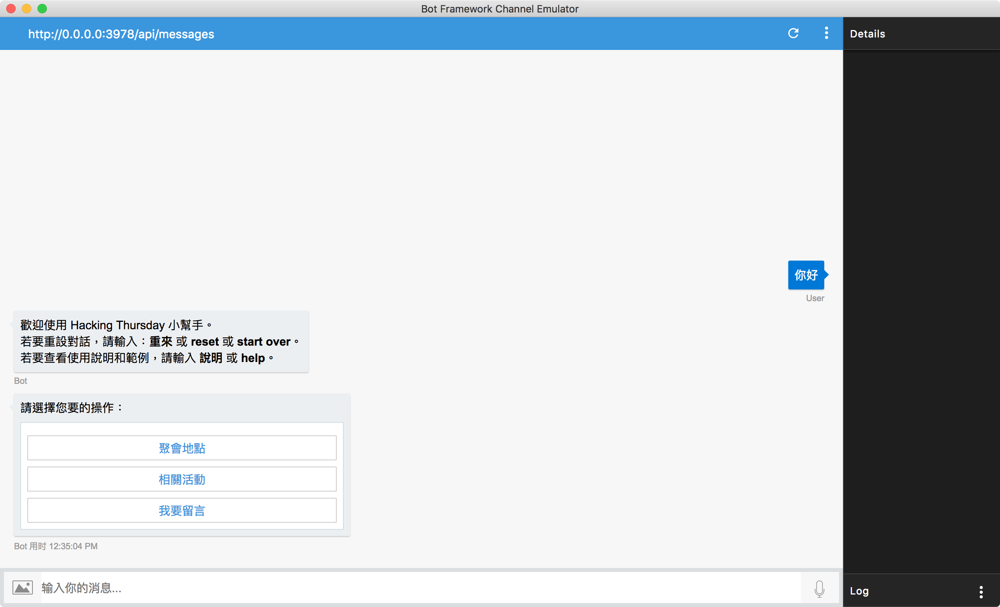 Bot Framework Channel Emulator
http://0.0.0.0:3978/api/messages
Details
你好
User
歡迎使用 Hacking Thursday 小幫手。
若要重設對話，請輸入：重來 或 reset 或 start over。
若要查看使用說明和範例，請輸入 說明 或 help。
Bot
請選擇您要的操作：
聚會地點
相關活動
我要留言
Bot 用时 12:35:04 PM
输入你的消息...
Log